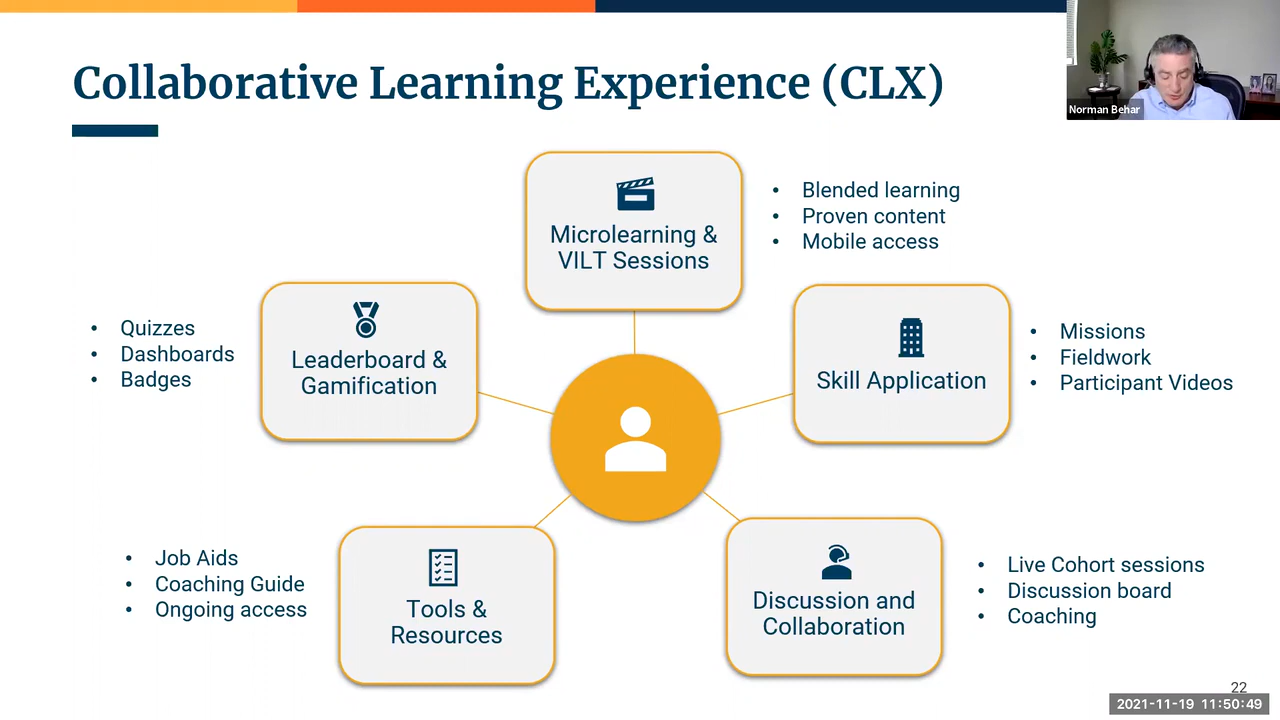 Collaborative Learning Experience (CLX)
Norman Behar
Microlearning &
VILT Sessions
• Blended learning
• Proven content
• Mobile access
• Quizzes
• Dashboards
• Badges
Leaderboard &
Gamification
Skill Application
• Missions
• Fieldwork
• Participant Videos
• Job Aids
• Coaching Guide
• Ongoing access
Tools &
Resources
Discussion and
Collaboration
• Live Cohort sessions
• Discussion board
• Coaching
22
2021-11-19 11:50:49